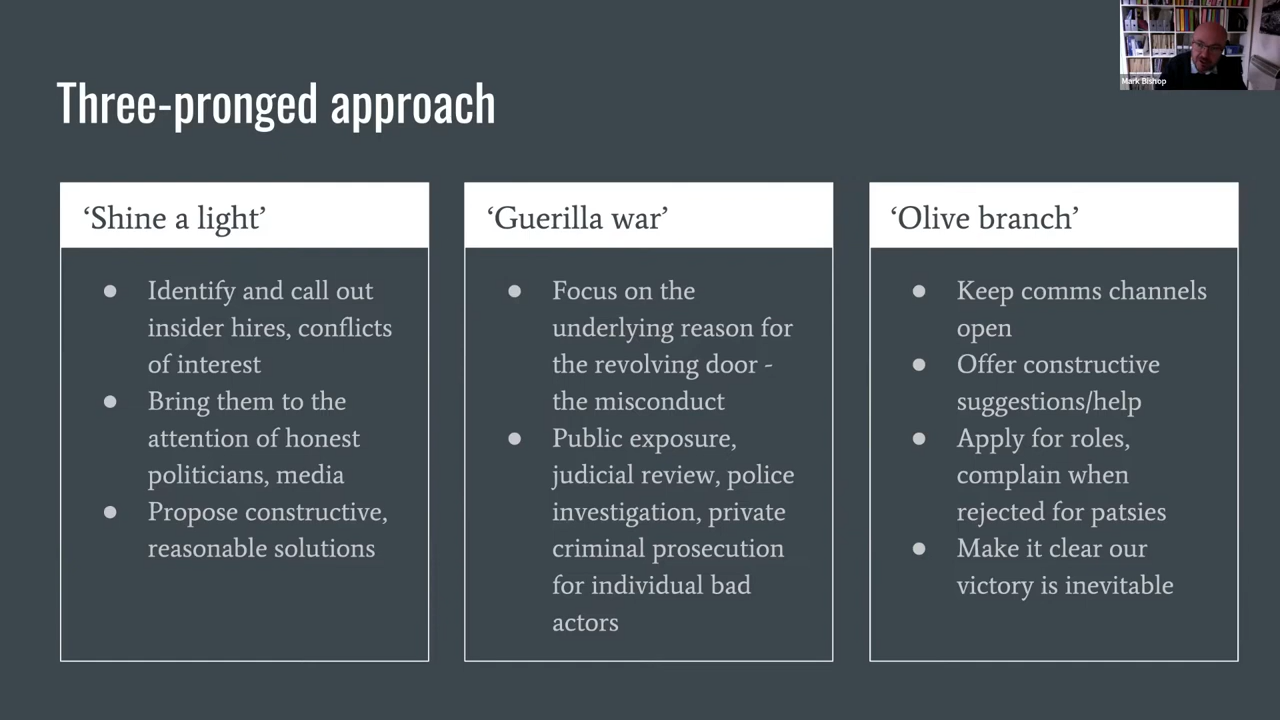 Mark Bishop
Three-pronged approach
‘Shine a light’
● Identify and call out
insider hires, conflicts
of interest
● Bring them to the
attention of honest
politicians, media
● Propose constructive,
reasonable solutions
‘Guerilla war’
● Focus on the
underlying reason for
the revolving door -
the misconduct
● Public exposure,
judicial review, police
investigation, private
criminal prosecution
for individual bad
actors
‘Olive branch’
● Keep comms channels
open
● Offer constructive
suggestions/help
● Apply for roles,
complain when
rejected for patsies
● Make it clear our
victory is inevitable